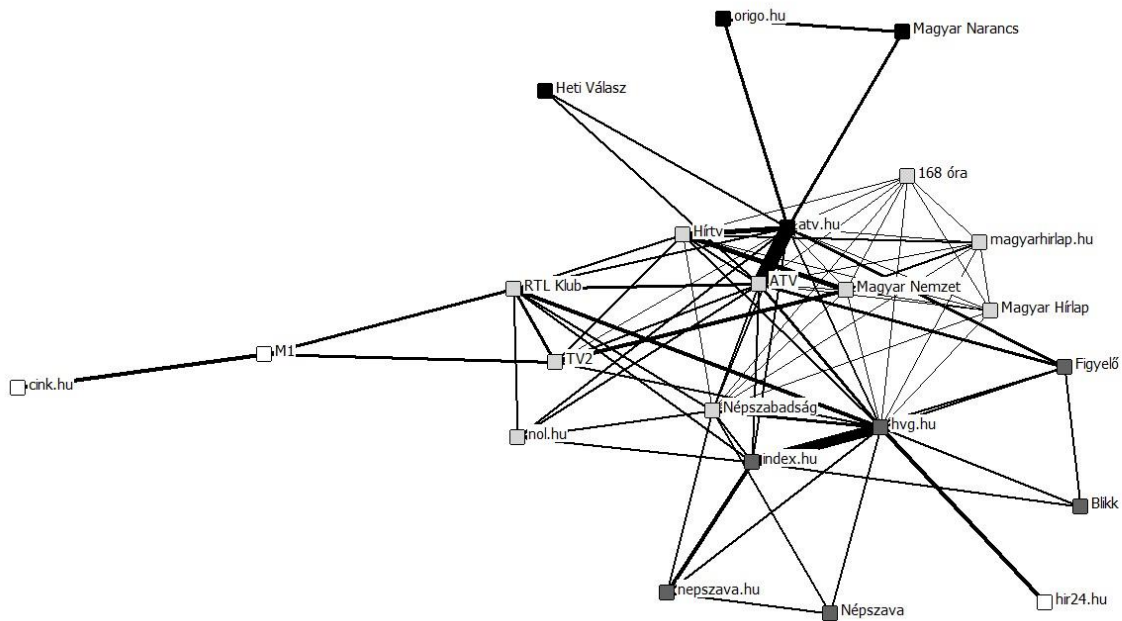 origo.hu
Magyar Narancs
Heti Válasz
168 óra
atv.hu
Hírtv
magyarhirlap.hu
RTL Klub
ATV
Magyar Nemzet
Magyar Hírlap
M1
TV2
Figyelő
cink.hu
Népszabadság
hvg.hu
nol.hu
index.hu
Blikk
nepszava.hu
Népszava
hir24.hu